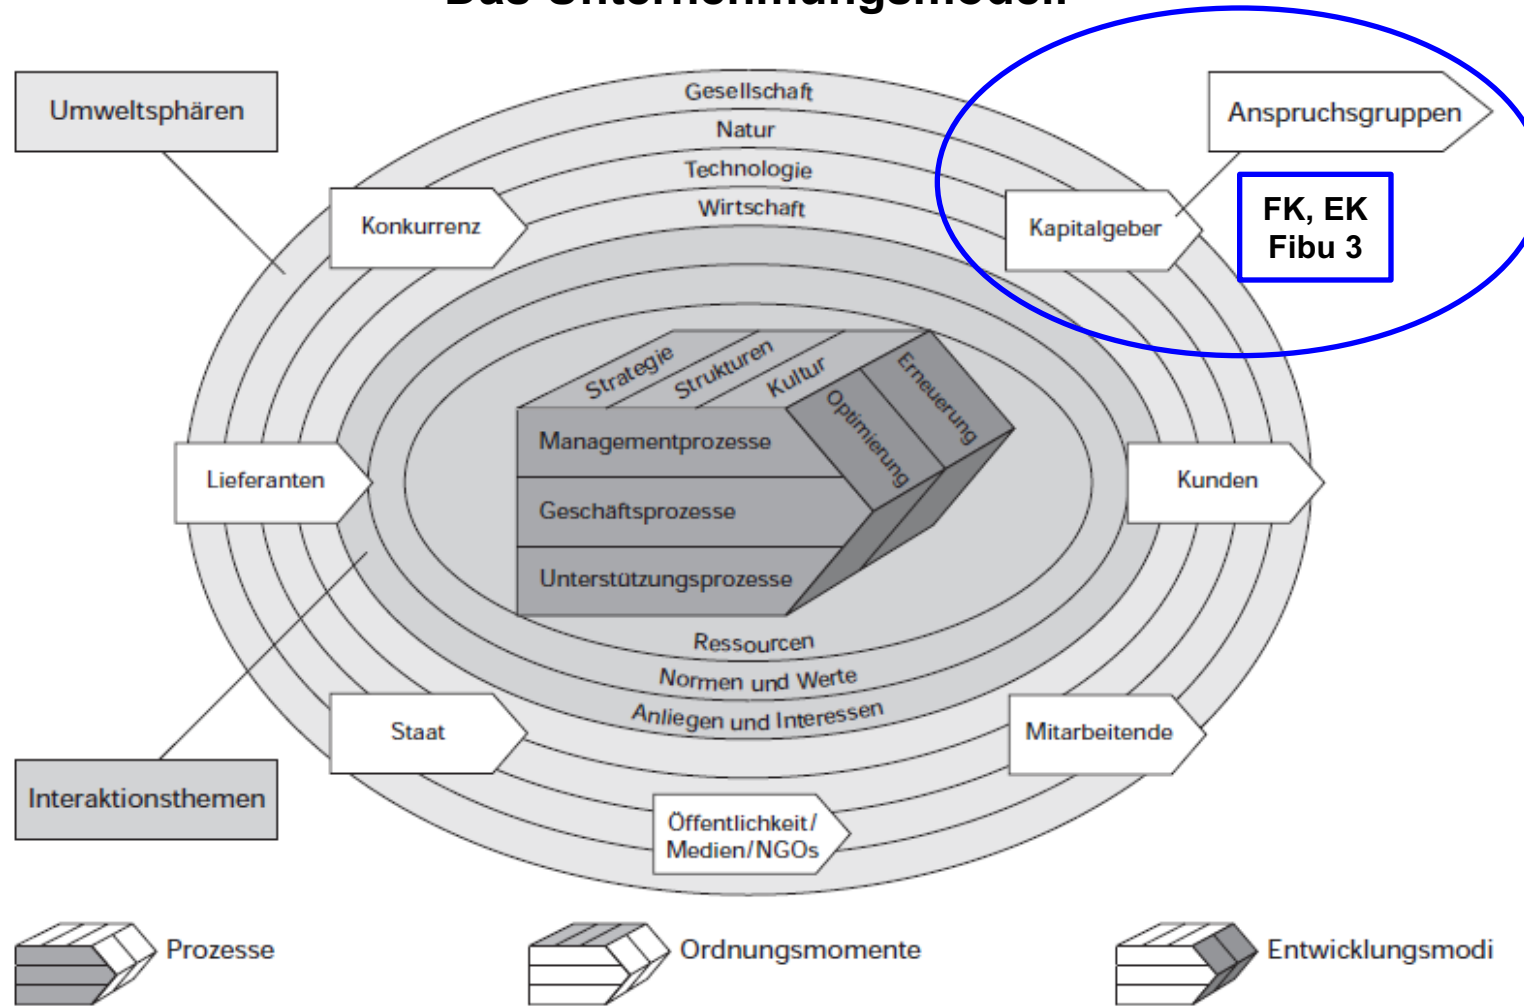 Das Unternehmungsmodell
Umweltsphären
Anspruchsgruppen
Gesellschaft
Natur
Technologie
Wirtschaft
Konkurrenz
Kapitalgeber
FK, EK
Fibu 3
Strategie
Strukturen
Kultur
Erneuerung
Optimierung
Managementprozesse
Geschäftsprozesse
Unterstützungsprozesse
Lieferanten
Kunden
Ressourcen
Normen und Werte
Anliegen und Interessen
Staat
Mitarbeitende
Interaktionsthemen
Öffentlichkeit/
Medien/NGOs
Prozesse
Ordnungsmomente
Entwicklungsmodi